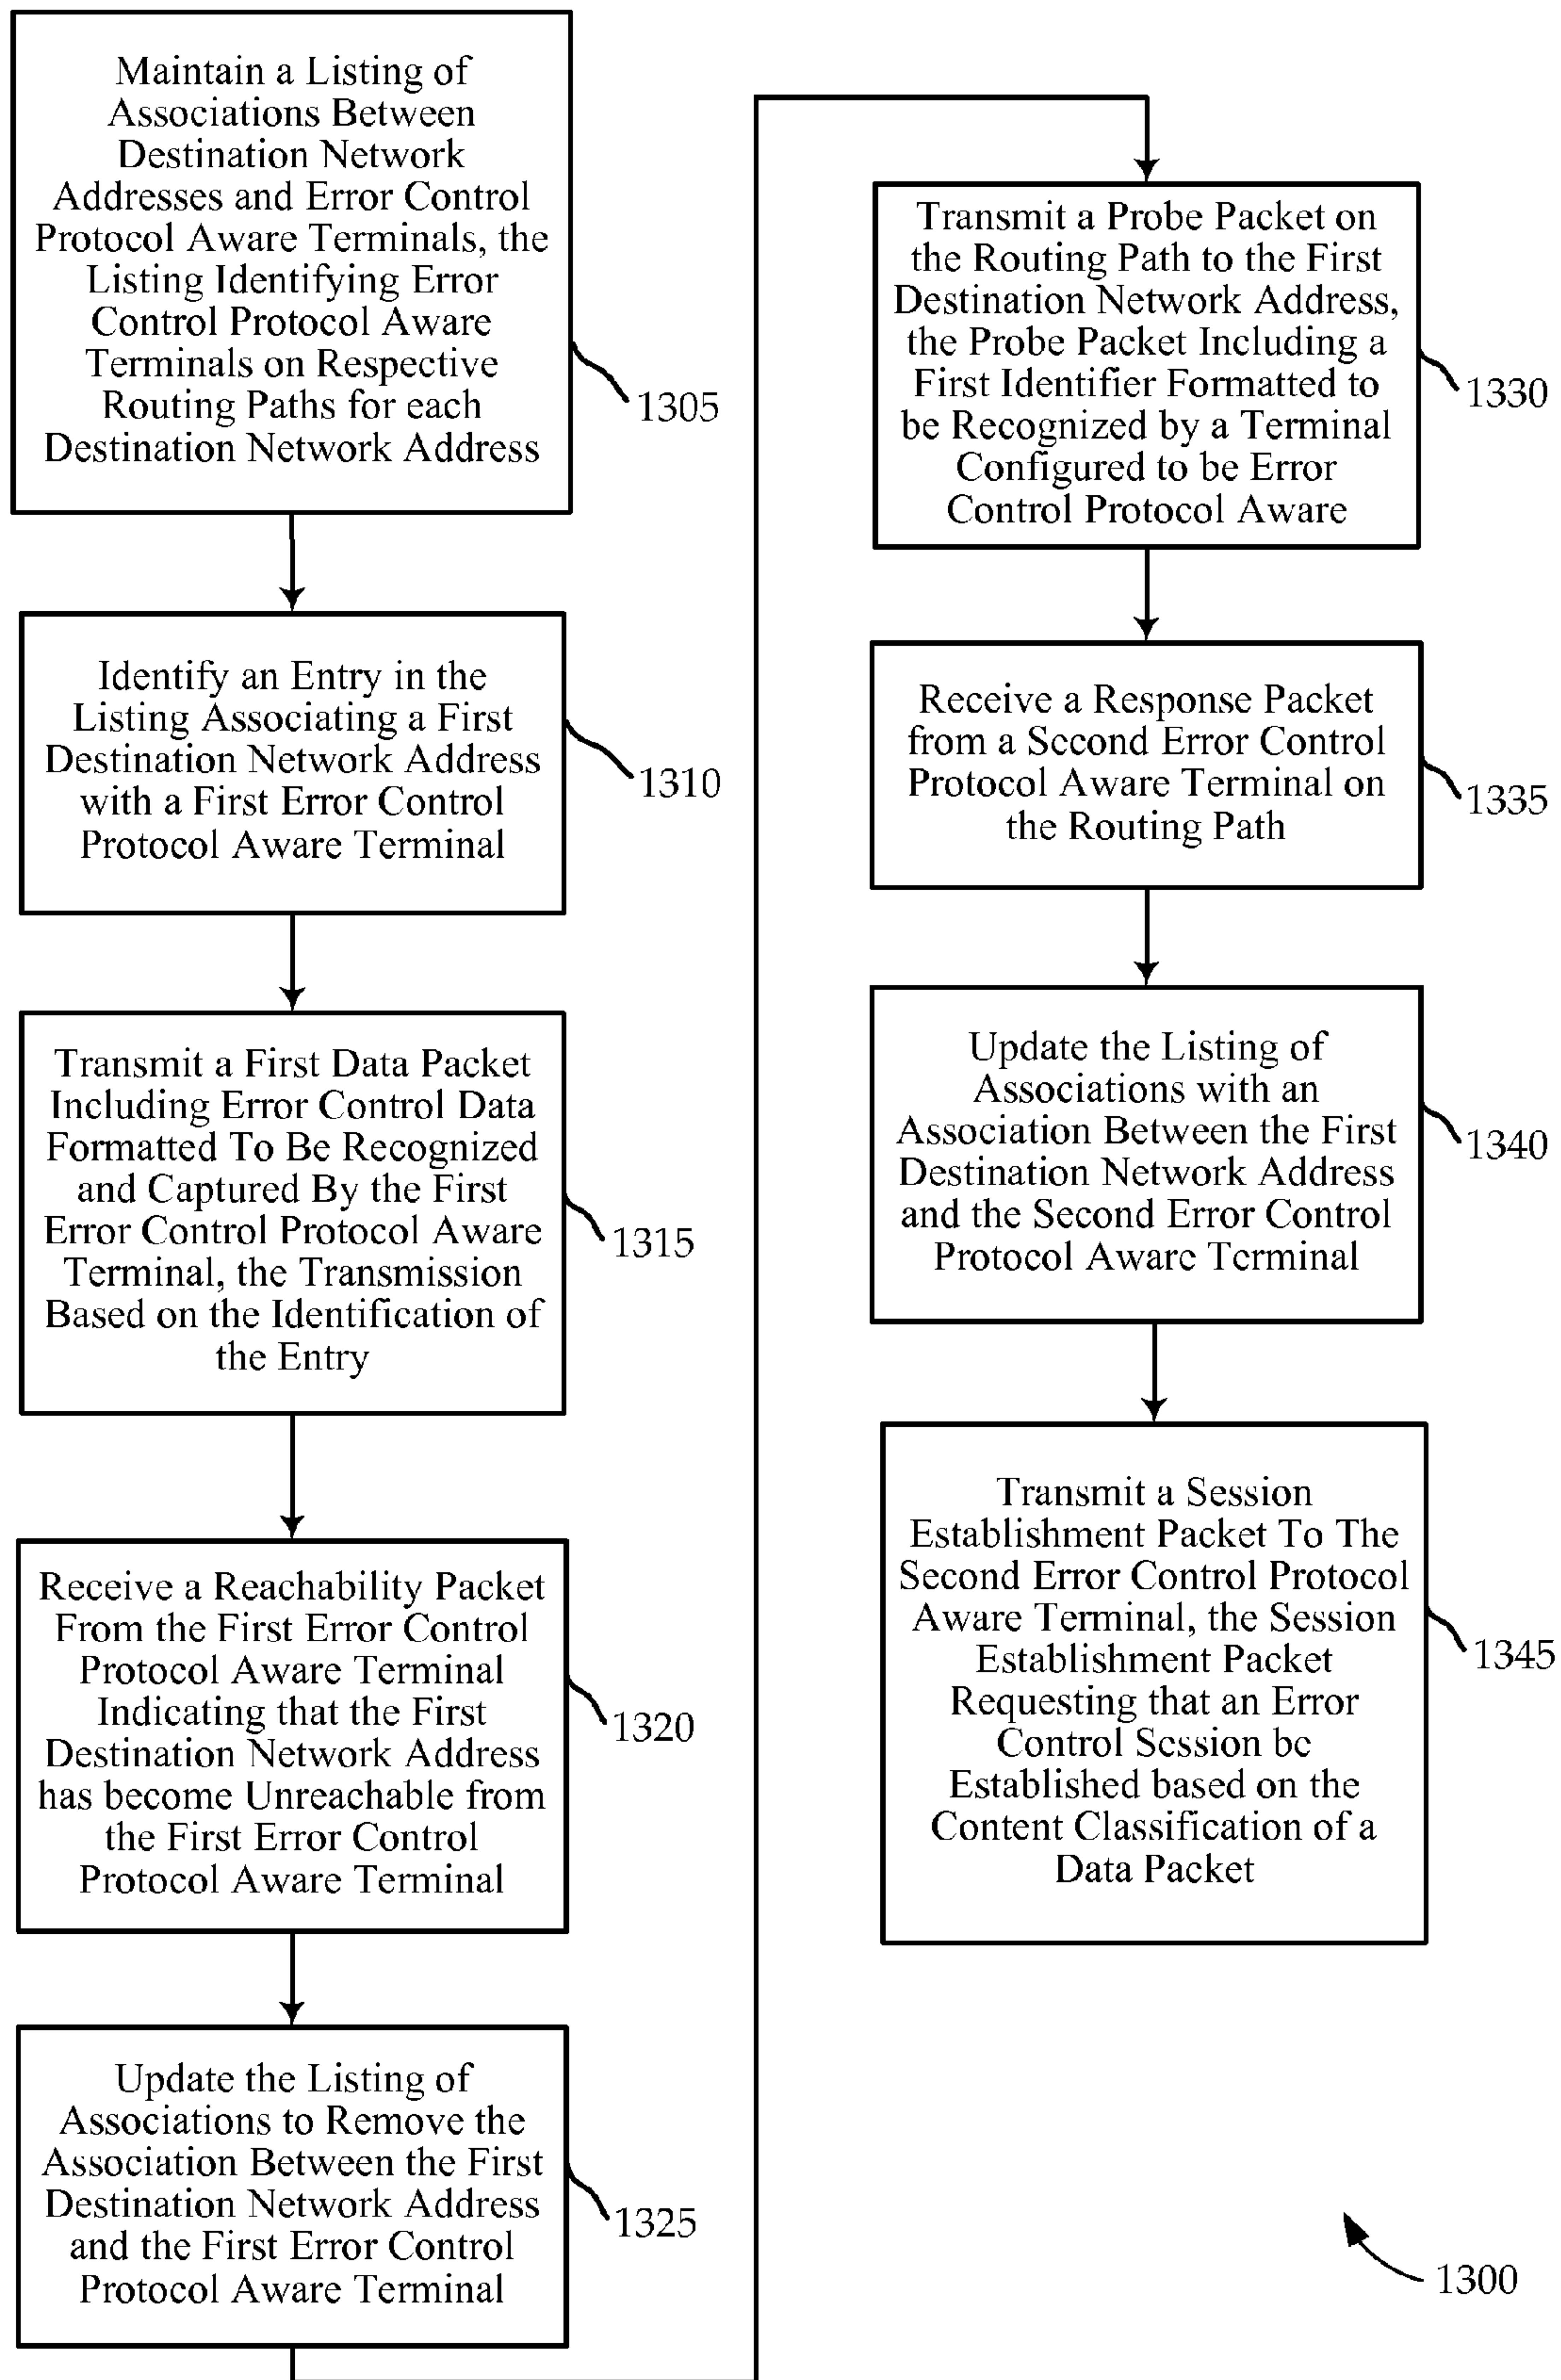 Maintain a Listing of
Associations Between
Destination Network
Addresses and Error Control
Protocol Aware Terminals, the
Listing Identifying Error
Control Protocol Aware
Terminals on Respective
Routing Paths for each
Destination Network Address
1305
Identify an Entry in the
Listing Associating a First
Destination Network Address
with a First Error Control
Protocol Aware Terminal
1310
Transmit a First Data Packet
Including Error Control Data
Formatted To Be Recognized
and Captured By the First
Error Control Protocol Aware
Terminal, the Transmission
Based on the Identification of
the Entry
1315
Receive a Reachability Packet
From the First Error Control
Protocol Aware Terminal
Indicating that the First
Destination Network Address
has become Unreachable from
the First Error Control
Protocol Aware Terminal
1320
Update the Listing of
Associations to Remove the
Association Between the First
Destination Network Address
and the First Error Control
Protocol Aware Terminal
1325
Transmit a Probe Packet on
the Routing Path to the First
Destination Network Address,
the Probe Packet Including a
First Identifier Formatted to
be Recognized by a Terminal
Configured to be Error
Control Protocol Aware
1330
Receive a Response Packet
from a Second Error Control
Protocol Aware Terminal on
the Routing Path
1335
Update the Listing of
Associations with an
Association Between the First
Destination Network Address
and the Second Error Control
Protocol Aware Terminal
1340
Transmit a Session
Establishment Packet To The
Second Error Control Protocol
Aware Terminal, the Session
Establishment Packet
Requesting that an Error
Control Session be
Established based on the
Content Classification of a
Data Packet
1345
1300